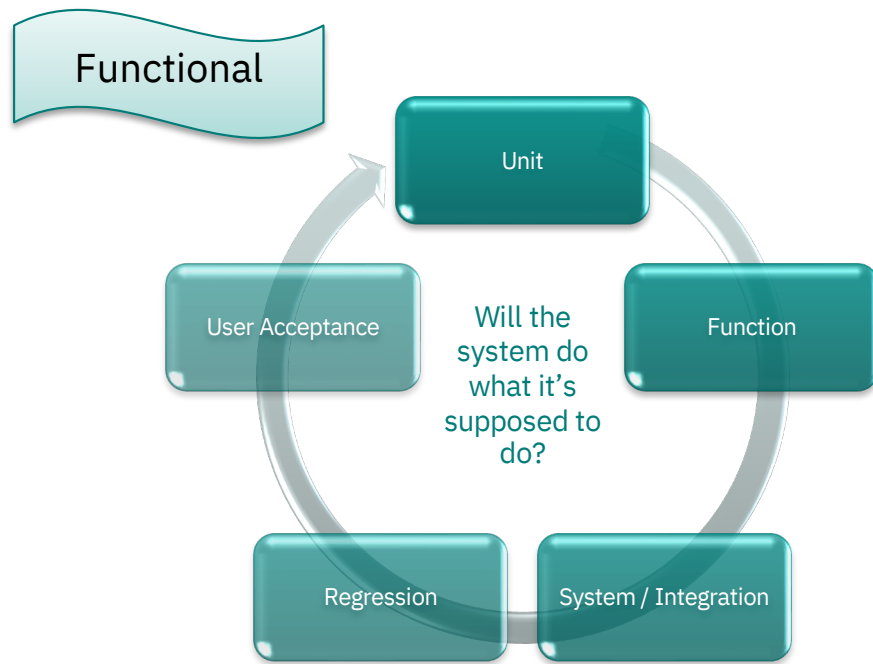 Functional
Unit
Function
System / Integration
Regression
User Acceptance
Will the
system do
what it’s
supposed to
do?